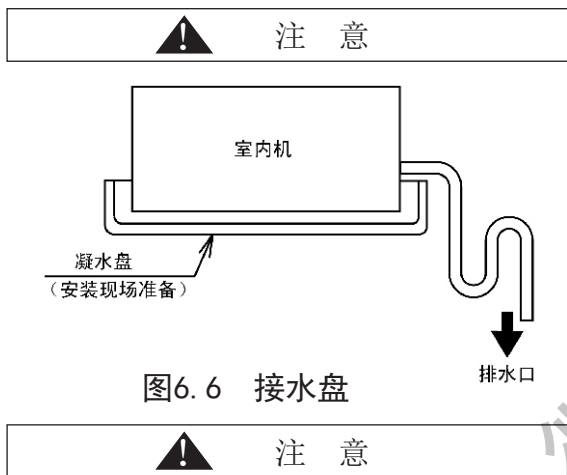 注 意
室内机
凝水盘
（安装现场准备）
排水口
图6.6 接水盘
注 意